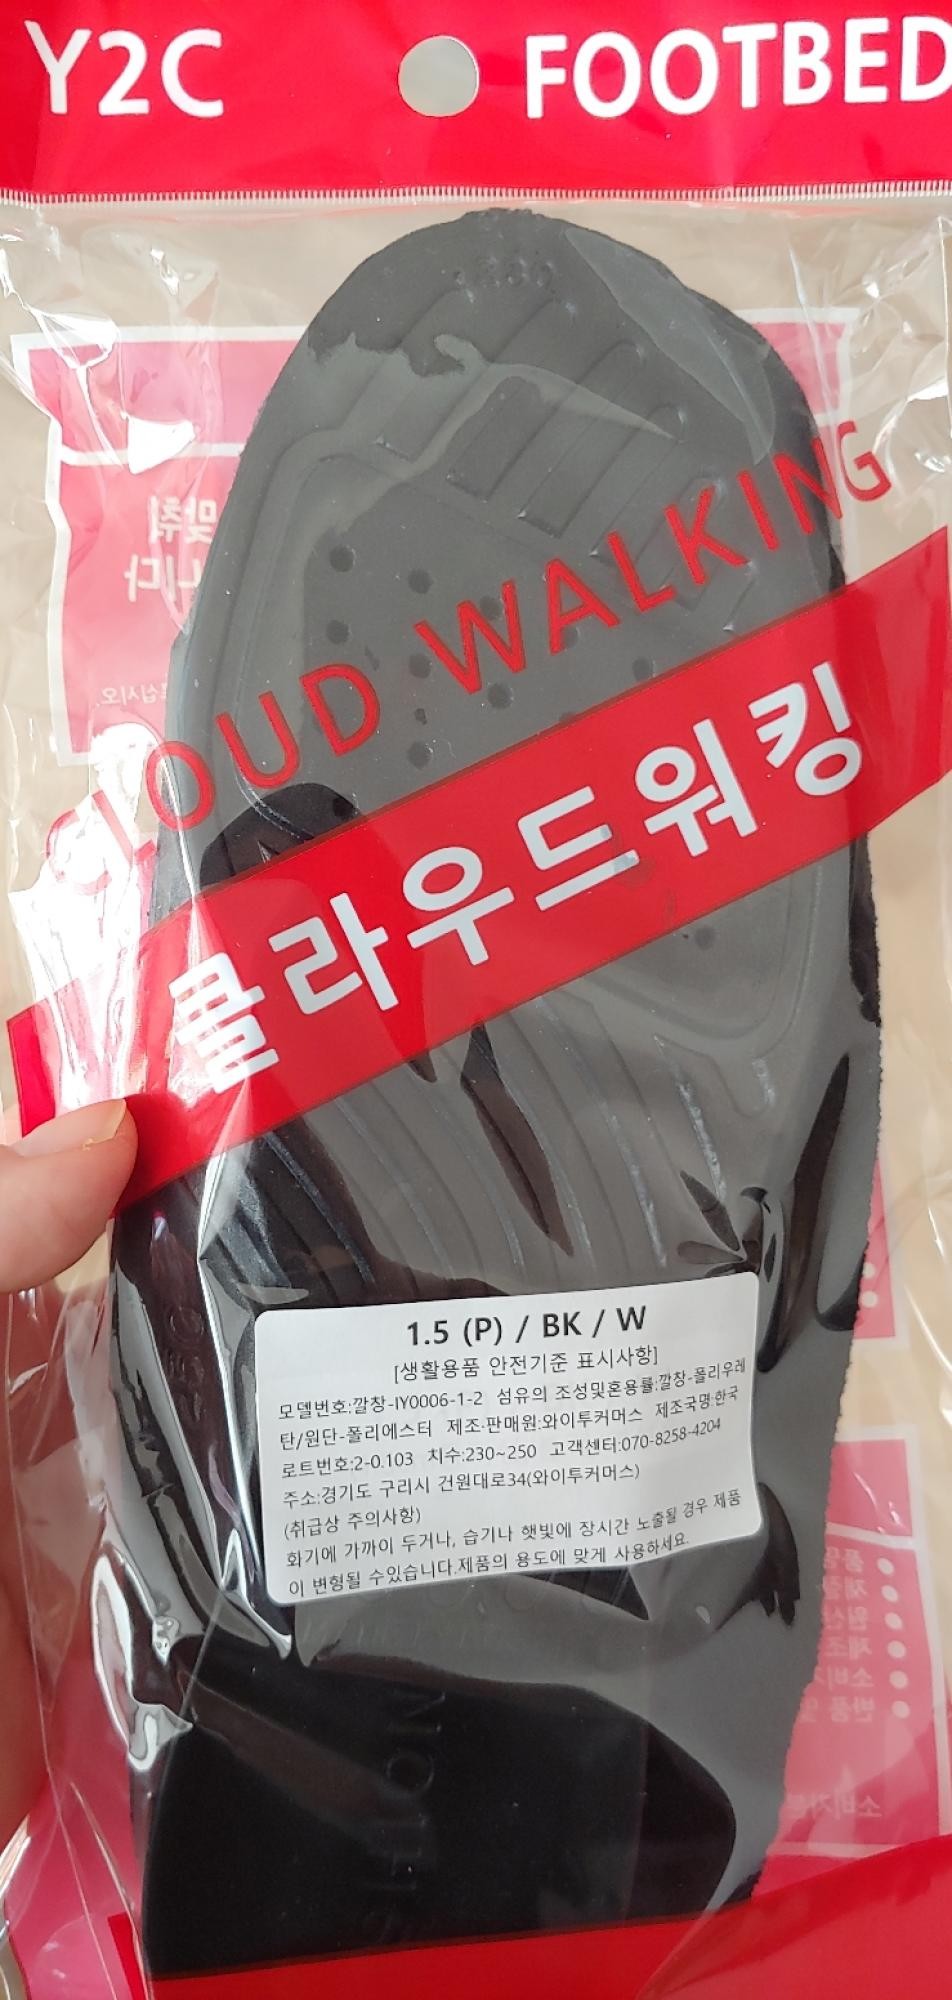 Y2C FOOTBED
CLOUD WALKING
클라우드워킹
1.5 (P) / BK / W
[생활용품 안전기준 표시사항]
모델번호:깔창-IY0006-1-2 섬유의 조성및혼용률:깔창-폴리우레
탄/원단-폴리에스터 제조·판매원:와이투커머스 제조국명:한국
로트번호:2-0.103 치수:230~250 고객센터:070-8258-4204
주소:경기도 구리시 건원대로34(와이투커머스)
(취급상 주의사항)
화기에 가까이 두거나, 습기나 햇빛에 장시간 노출될 경우 제품
이 변형될 수있습니다.제품의 용도에 맞게 사용하세요.